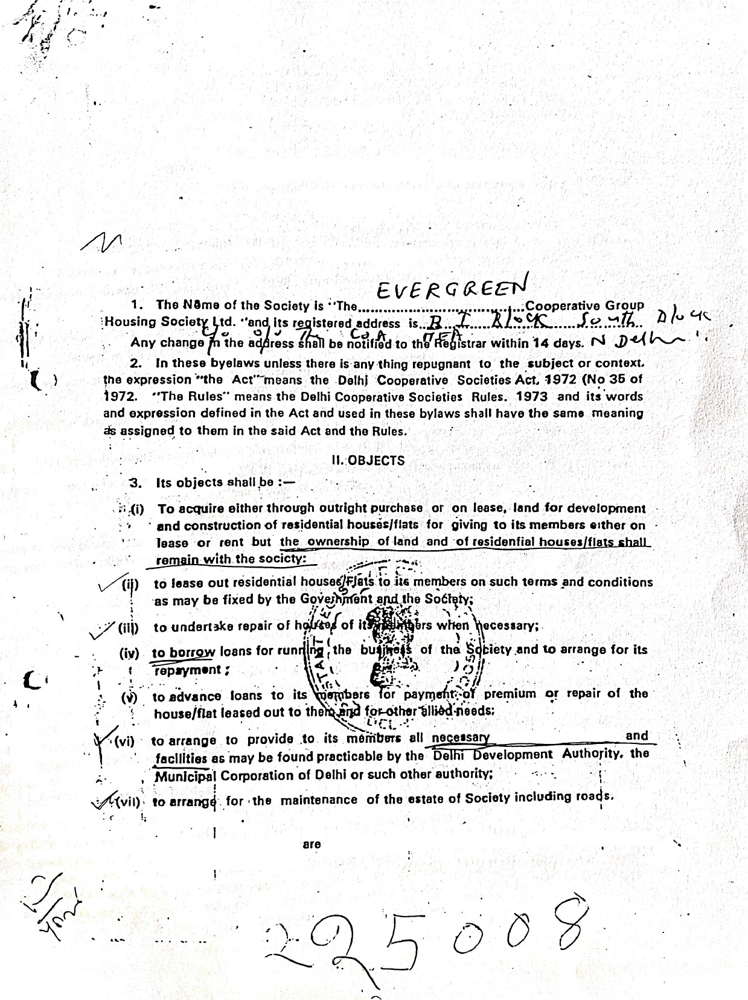 EVERGREEN
1. The Name of the Society is "The.......................................Cooperative Group
Housing Society Ltd. "and its registered address is..B I Block South Block
C/o O/o The CoA MEA
Any change in the address shall be notified to the Registrar within 14 days. N Delhi
2. In these byelaws unless there is any thing repugnant to the subject or context.
the expression "the Act" means the Delhi Cooperative Societies Act, 1972 (No 35 of
1972. "The Rules" means the Delhi Cooperative Societies Rules. 1973 and its words
and expression defined in the Act and used in these bylaws shall have the same meaning
as assigned to them in the said Act and the Rules.
II. OBJECTS
3. Its objects shall be :—
(i) To acquire either through outright purchase or on lease, land for development
and construction of residential houses/flats for giving to its members either on
lease or rent but the ownership of land and of residenfial houses/flats shall
remain with the socicty:
(ii) to lease out residential houses/Flats to its members on such terms and conditions
as may be fixed by the Government and the Society;
(iii) to undertake repair of houses of its members when necessary;
(iv) to borrow loans for running the business of the Society and to arrange for its
repayment ;
(v) to advance loans to its members for payment of premium or repair of the
house/flat leased out to them and for other allied needs;
(vi) to arrange to provide to its members all necessary and
facilities as may be found practicable by the Delhi Development Authority. the
Municipal Corporation of Delhi or such other authority;
(vii) to arrange for the maintenance of the estate of Society including roads.
are
225008